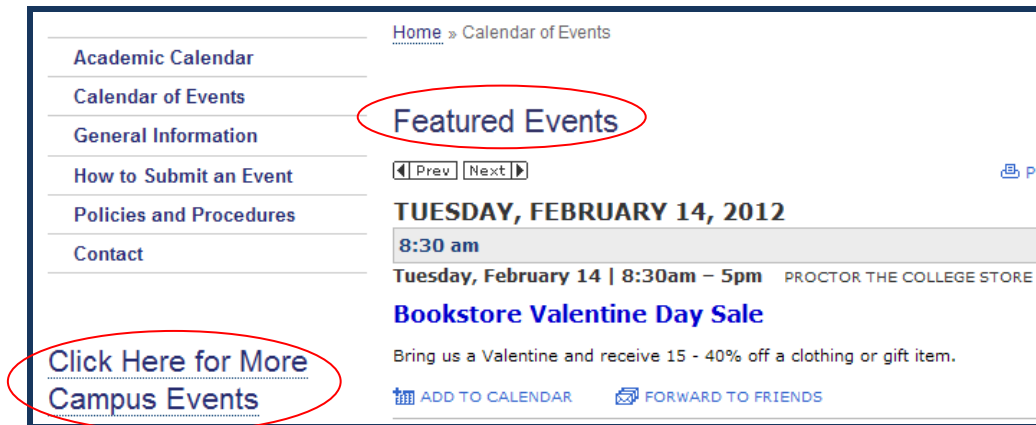 Academic Calendar
Calendar of Events
General Information
How to Submit an Event
Policies and Procedures
Contact
Click Here for More
Campus Events
Home » Calendar of Events
Featured Events
Prev Next
TUESDAY, FEBRUARY 14, 2012
8:30 am
Tuesday, February 14 | 8:30am – 5pm PROCTOR THE COLLEGE STORE
Bookstore Valentine Day Sale
Bring us a Valentine and receive 15 - 40% off a clothing or gift item.
ADD TO CALENDAR FORWARD TO FRIENDS